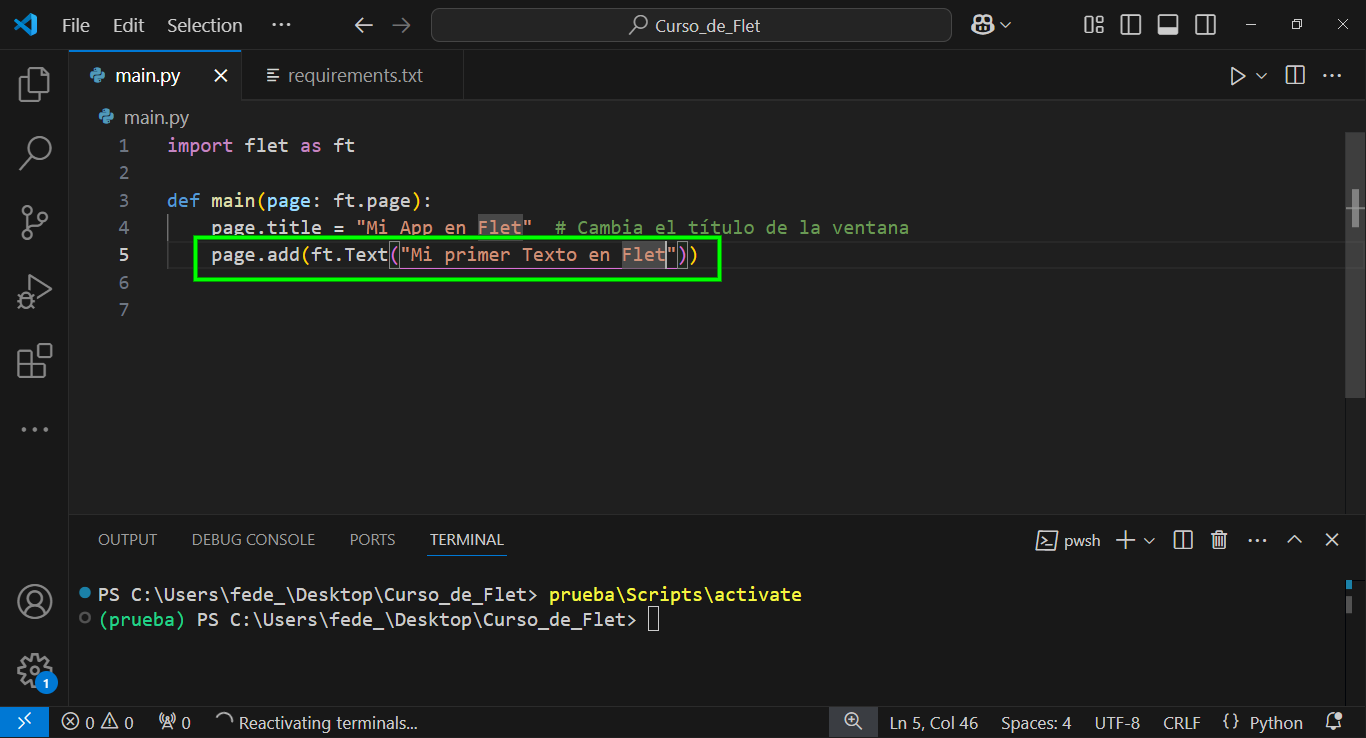 File Edit Selection ··· Curso_de_Flet
main.py requirements.txt
main.py
1 import flet as ft
2
3 def main(page: ft.page):
4 page.title = "Mi App en Flet" # Cambia el título de la ventana
5 page.add(ft.Text("Mi primer Texto en Flet"))
6
7
OUTPUT DEBUG CONSOLE PORTS TERMINAL pwsh
PS C:\Users\fede_\Desktop\Curso_de_Flet> prueba\Scripts\activate
(prueba) PS C:\Users\fede_\Desktop\Curso_de_Flet>
1
0 0 0 Reactivating terminals... Ln 5, Col 46 Spaces: 4 UTF-8 CRLF {} Python